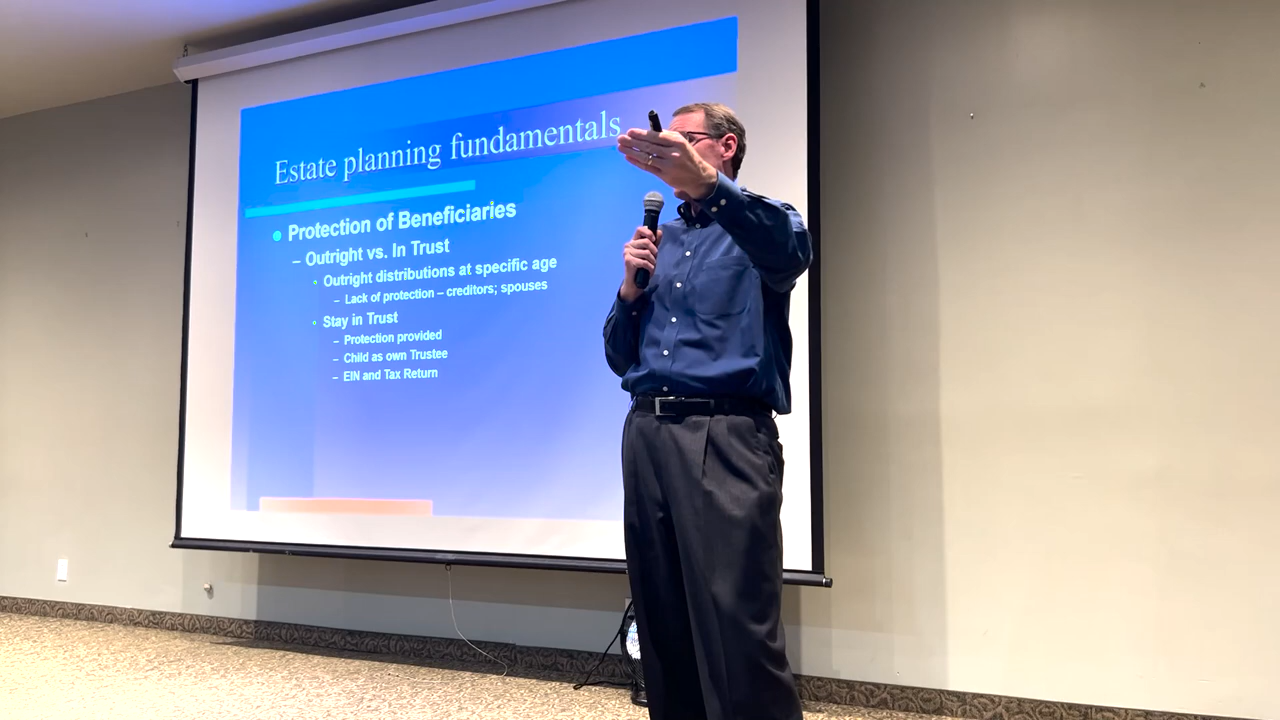 Estate planning fundamentals
Protection of Beneficiaries
– Outright vs. In Trust
Outright distributions at specific age
– Lack of protection – creditors; spouses
Stay in Trust
– Protection provided
– Child as own Trustee
– EIN and Tax Return